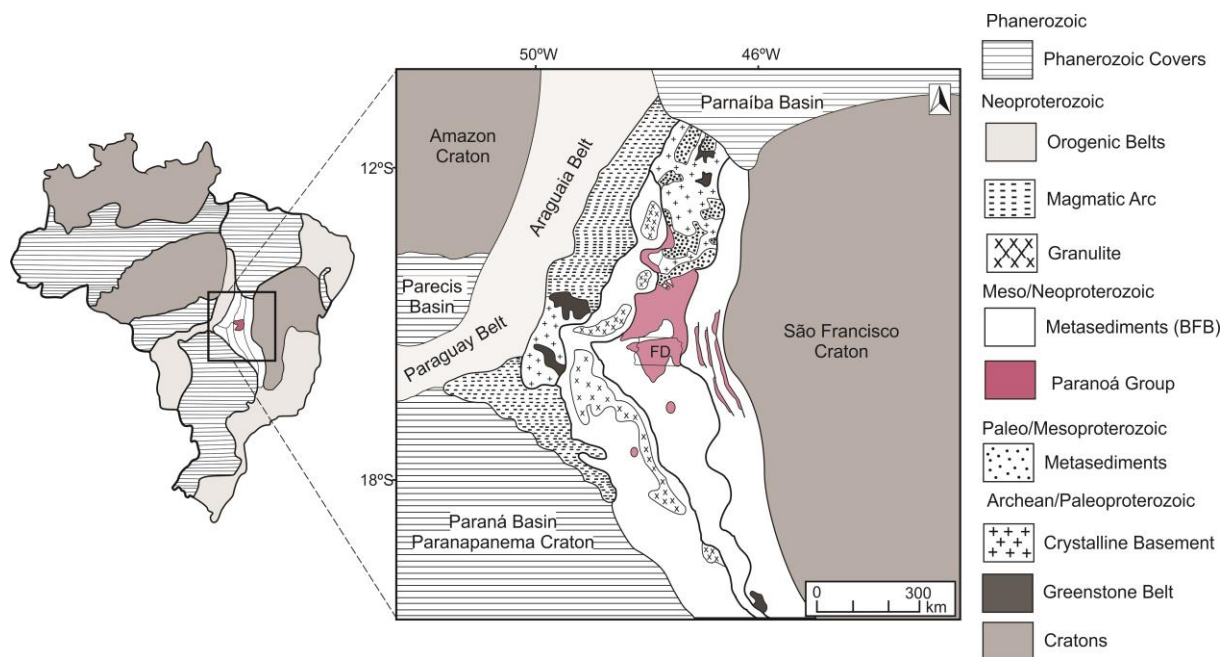 50ºW
46ºW
12ºS
18ºS
Parnaíba Basin
Amazon
Craton
Araguaia Belt
Parecis
Basin
Paraguay Belt
São Francisco
Craton
FD
Paraná Basin
Paranapanema Craton
0
300
km
Phanerozoic
Phanerozoic Covers
Neoproterozoic
Orogenic Belts
Magmatic Arc
Granulite
Meso/Neoproterozoic
Metasediments (BFB)
Paranoá Group
Paleo/Mesoproterozoic
Metasediments
Archean/Paleoproterozoic
Crystalline Basement
Greenstone Belt
Cratons